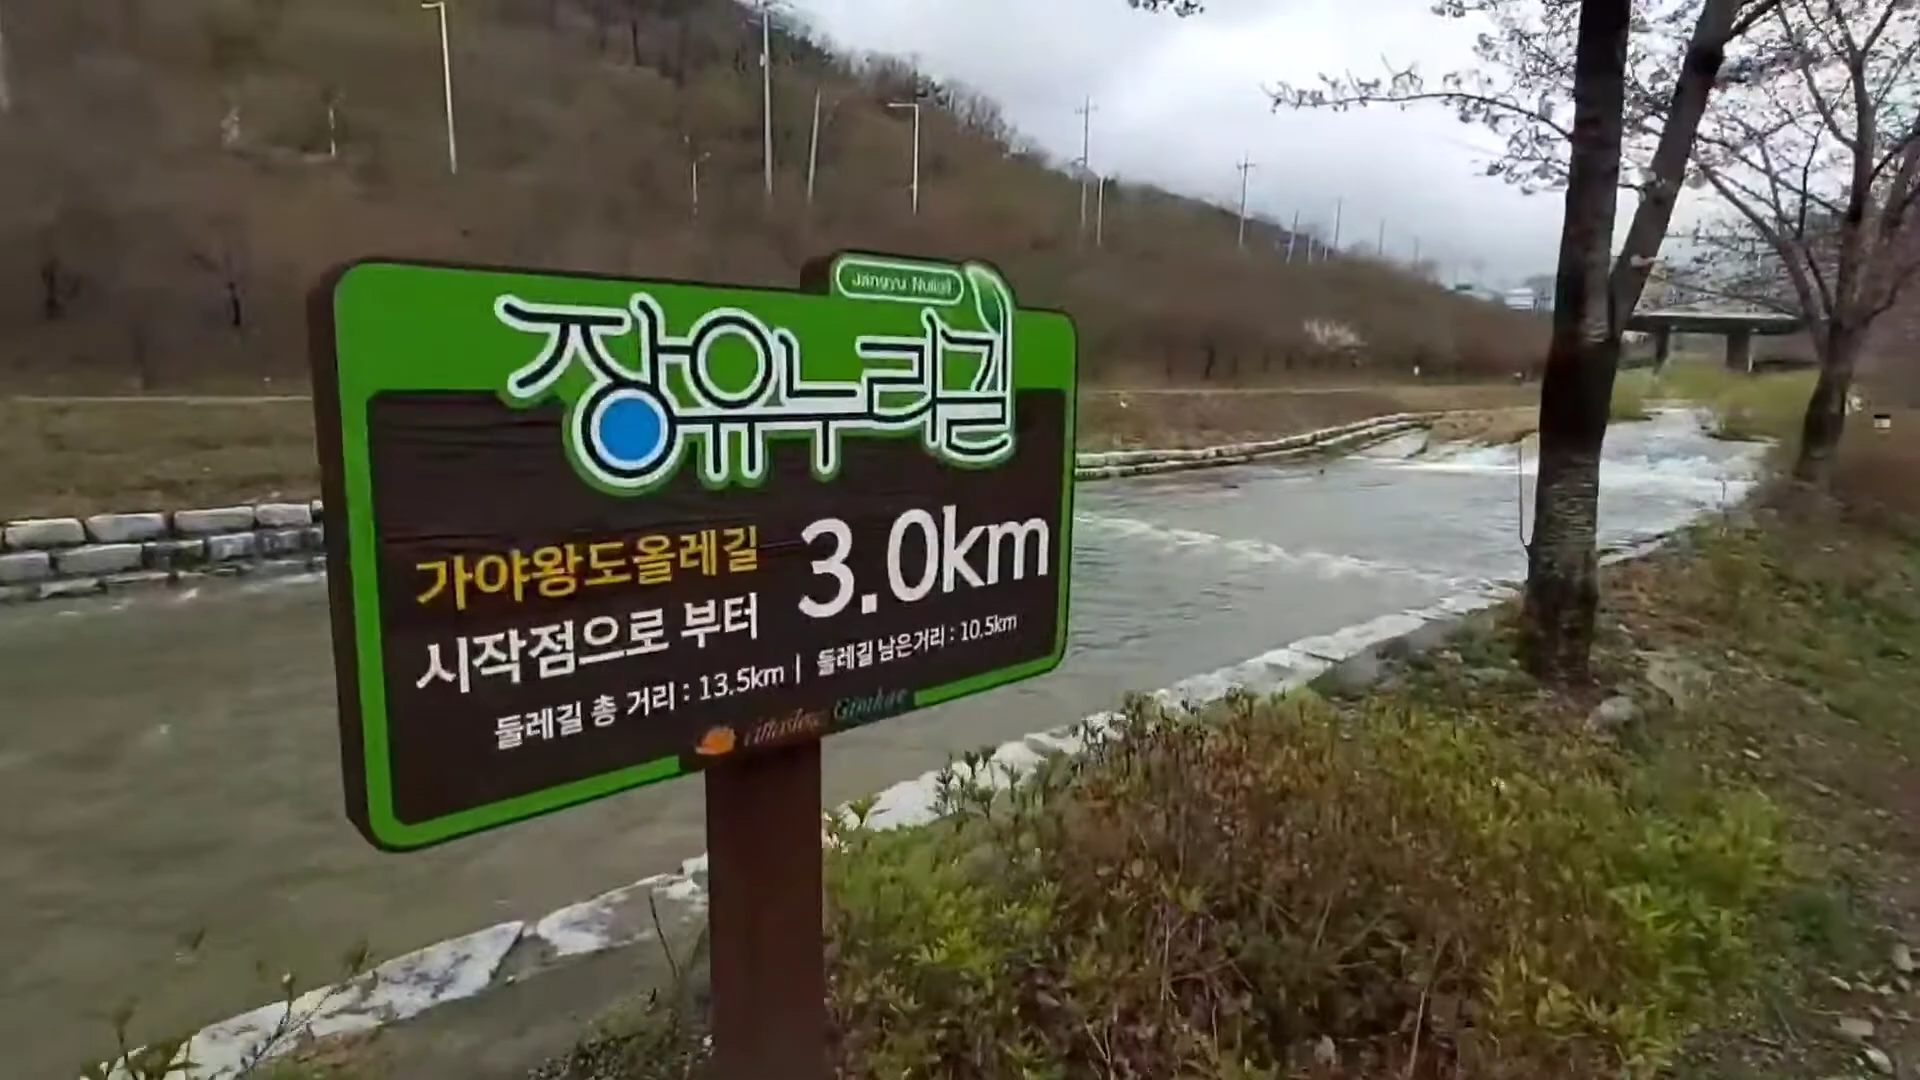 Jangyu Nurigil
장유누리길
가야왕도올레길
시작점으로 부터 3.0km
둘레길 총 거리 : 13.5km | 둘레길 남은거리 : 10.5km
Gimhae